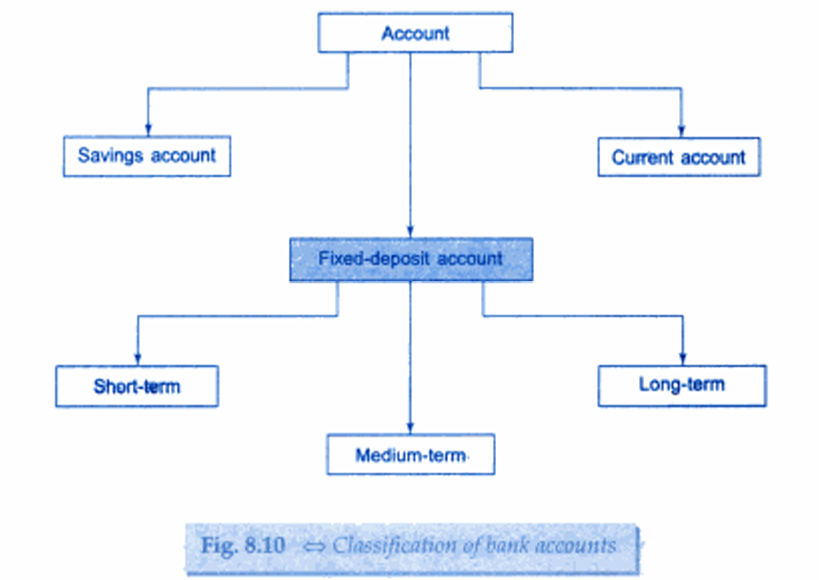 Account
Savings account
Current account
Fixed-deposit account
Short-term
Long-term
Medium-term
Fig. 8.10 ⇔ Classification of bank accounts